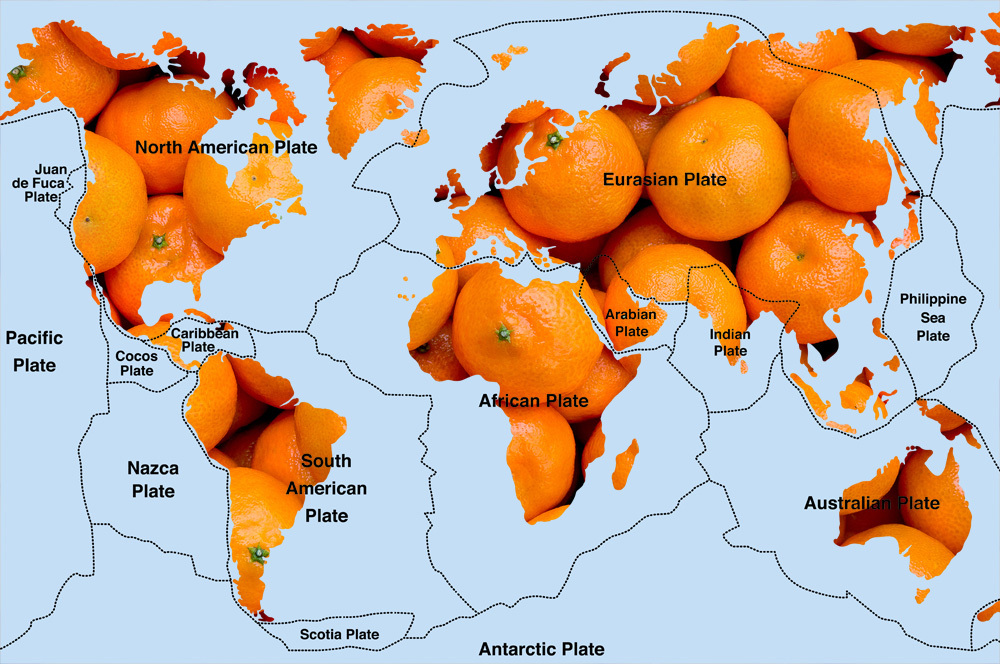 North American Plate
Juan
de Fuca
Plate
Eurasian Plate
Pacific
Plate
Caribbean
Plate
Cocos
Plate
Arabian
Plate
Indian
Plate
Philippine
Sea
Plate
African Plate
Nazca
Plate
South
American
Plate
Australian Plate
Scotia Plate
Antarctic Plate